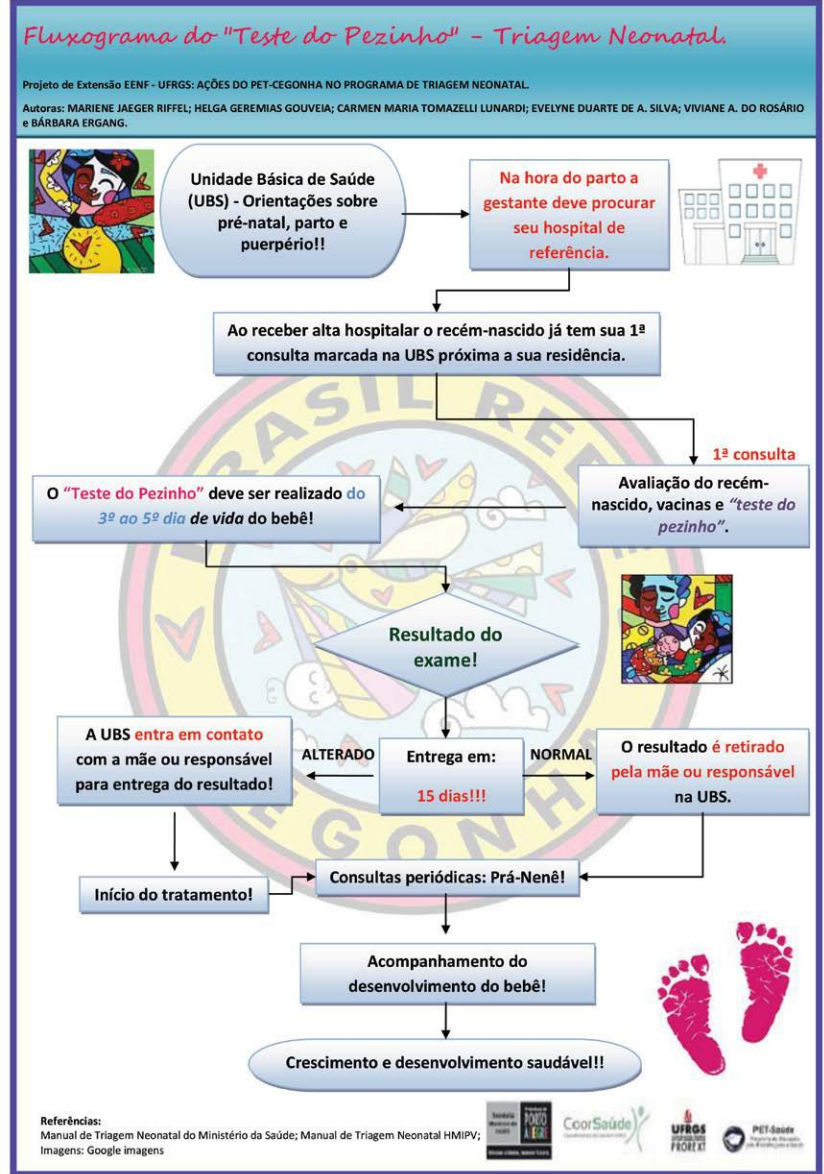 Fluxograma do "Teste do Pezinho" - Triagem Neonatal.
Projeto de Extensão EENF - UFRGS: AÇÕES DO PET-CEGONHA NO PROGRAMA DE TRIAGEM NEONATAL.
Autoras: MARIENE JAEGER RIFFEL; HELGA GEREMIAS GOUVEIA; CARMEN MARIA TOMAZELLI LUNARDI; EVELYNE DUARTE DE A. SILVA; VIVIANE A. DO ROSÁRIO
e BÁRBARA ERGANG.
Unidade Básica de Saúde
(UBS) - Orientações sobre
pré-natal, parto e
puerpério!!
Na hora do parto a
gestante deve procurar
seu hospital de
referência.
Ao receber alta hospitalar o recém-nascido já tem sua 1ª
consulta marcada na UBS próxima a sua residência.
BRASIL
CEGONHA
1ª consulta
Avaliação do recém-
nascido, vacinas e "teste do
pezinho".
O "Teste do Pezinho" deve ser realizado do
3º ao 5º dia de vida do bebê!
Resultado do
exame!
Entrega em:
15 dias!!!
ALTERADO
A UBS entra em contato
com a mãe ou responsável
para entrega do resultado!
NORMAL
O resultado é retirado
pela mãe ou responsável
na UBS.
Início do tratamento!
Consultas periódicas: Prá-Nenê!
Acompanhamento do
desenvolvimento do bebê!
Crescimento e desenvolvimento saudável!!
Referências:
Manual de Triagem Neonatal do Ministério da Saúde; Manual de Triagem Neonatal HMIPV;
Imagens: Google imagens
PORTO
ALEGRE
CoorSaúde
UFRGS
PROREXT
PET-Saúde